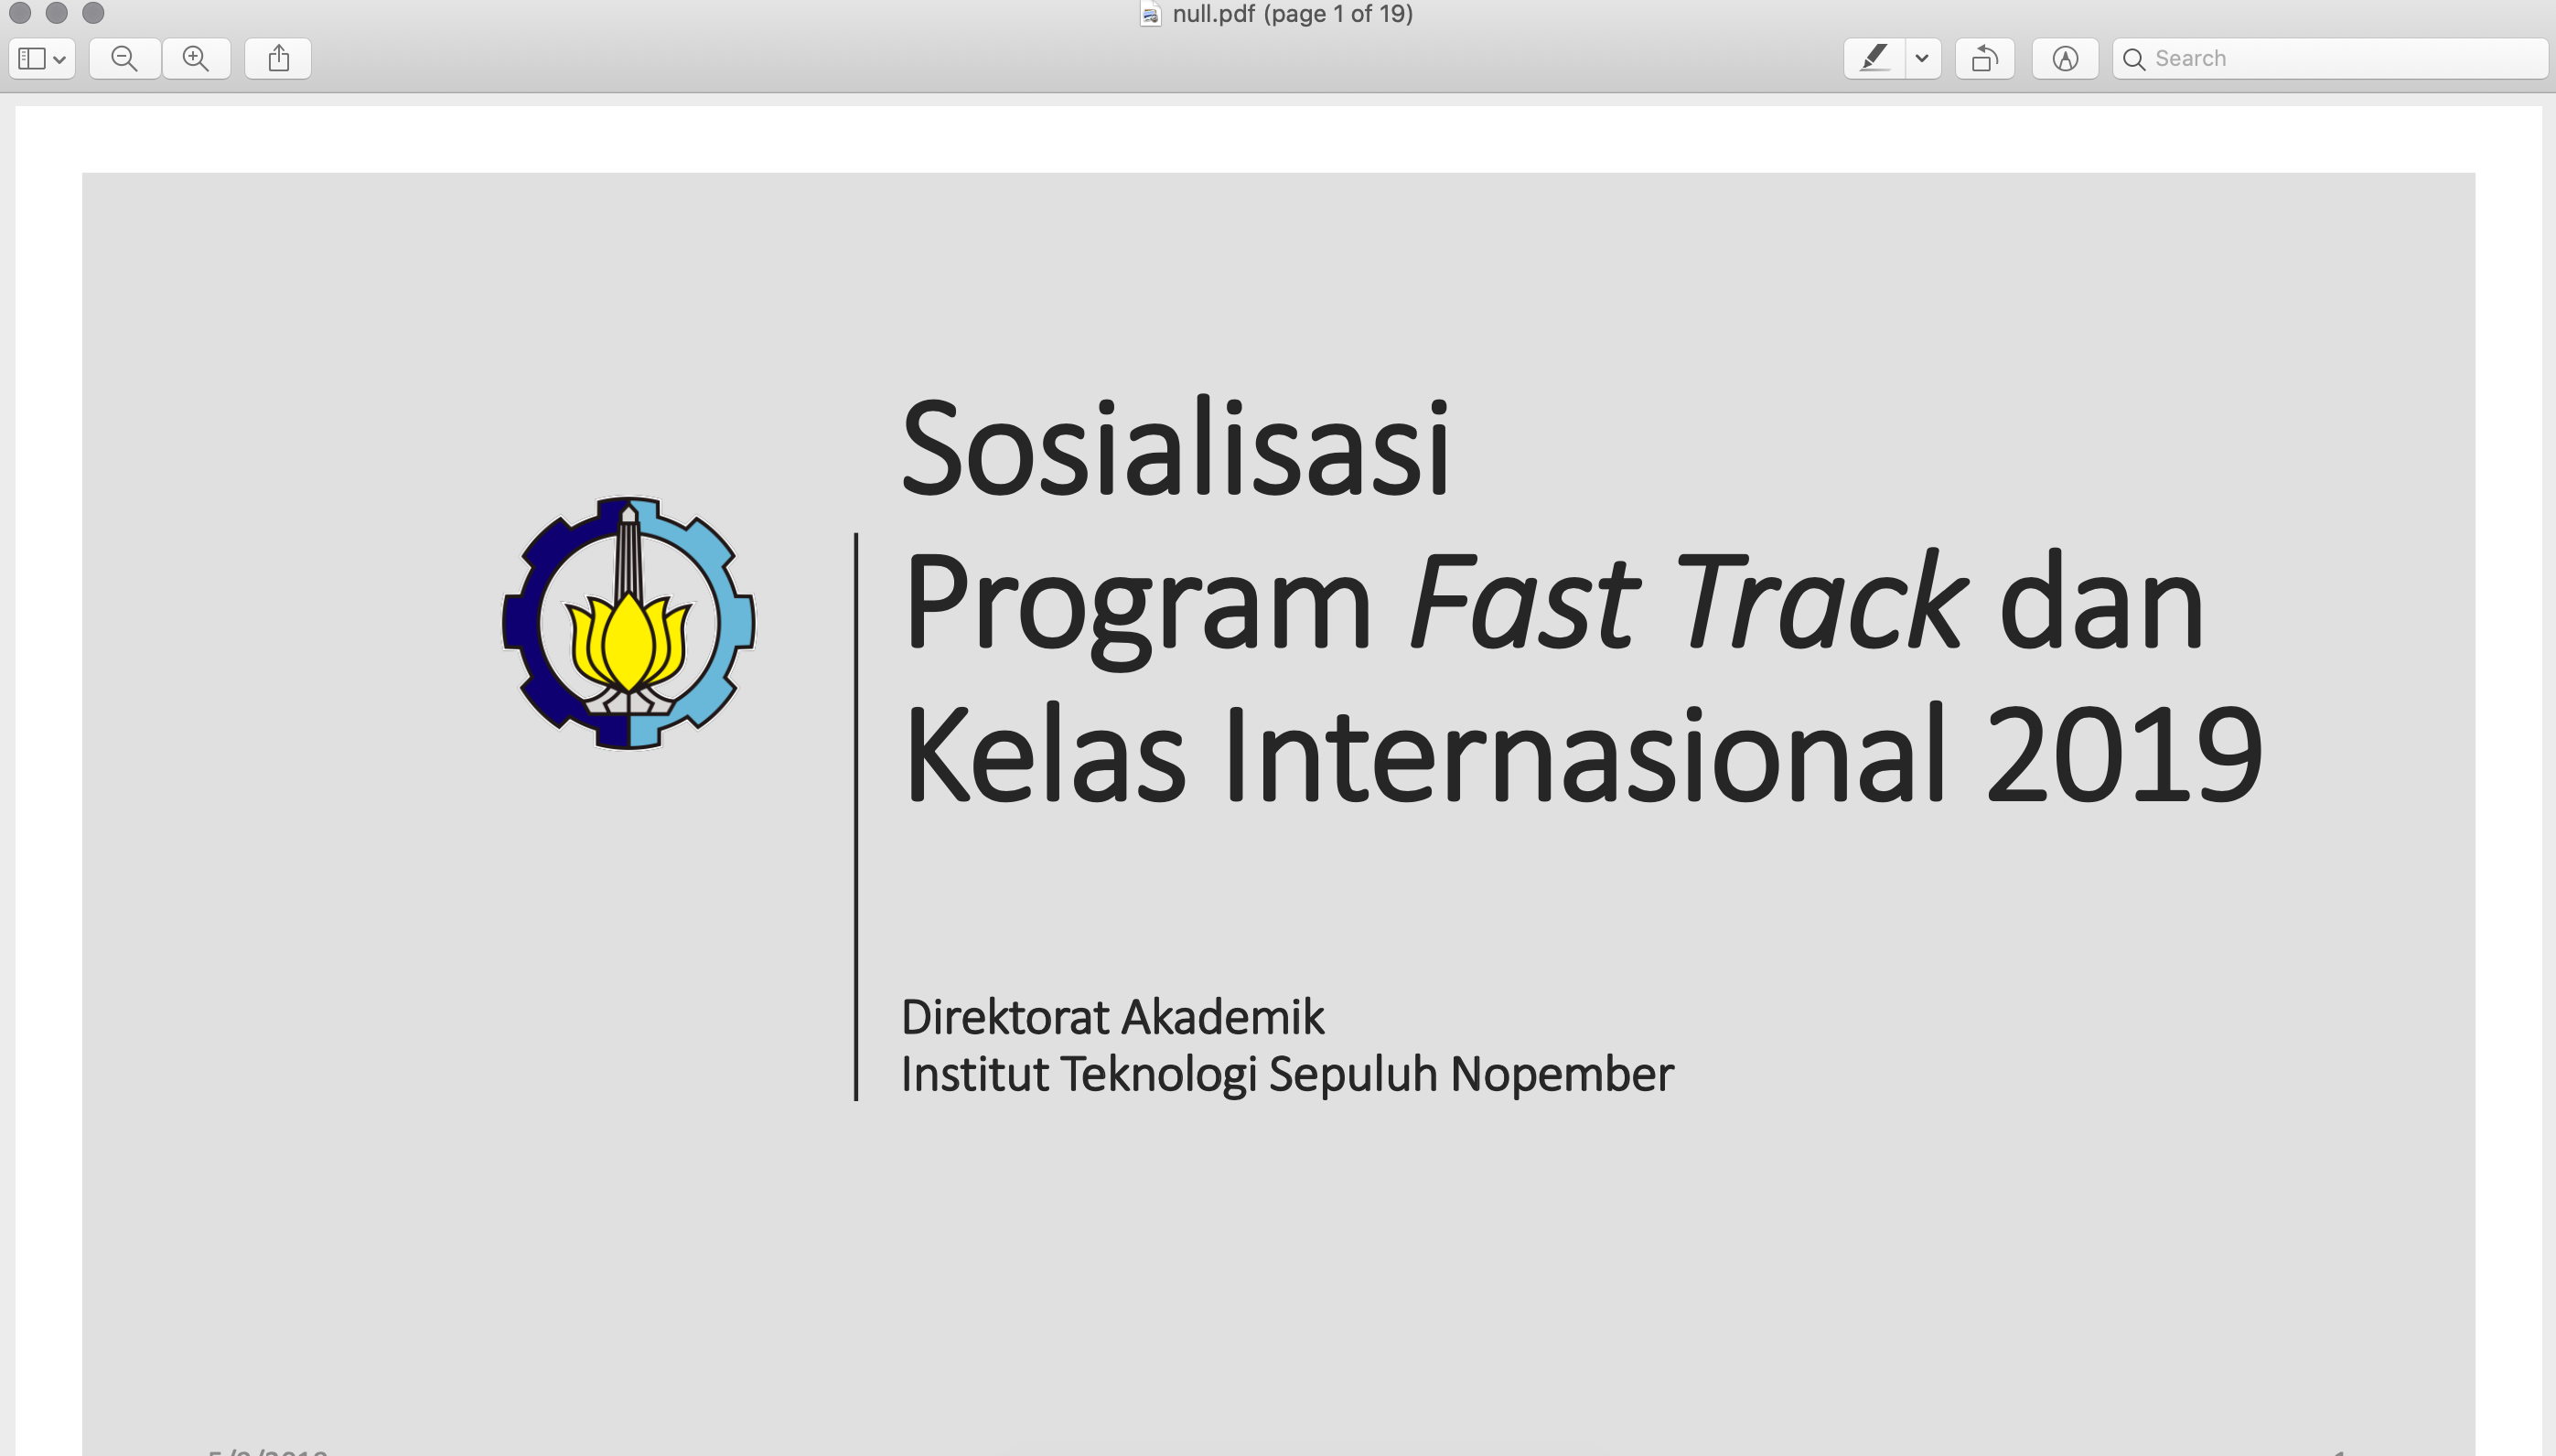 null.pdf (page 1 of 19)
Search
Sosialisasi
Program Fast Track dan
Kelas Internasional 2019
Direktorat Akademik
Institut Teknologi Sepuluh Nopember